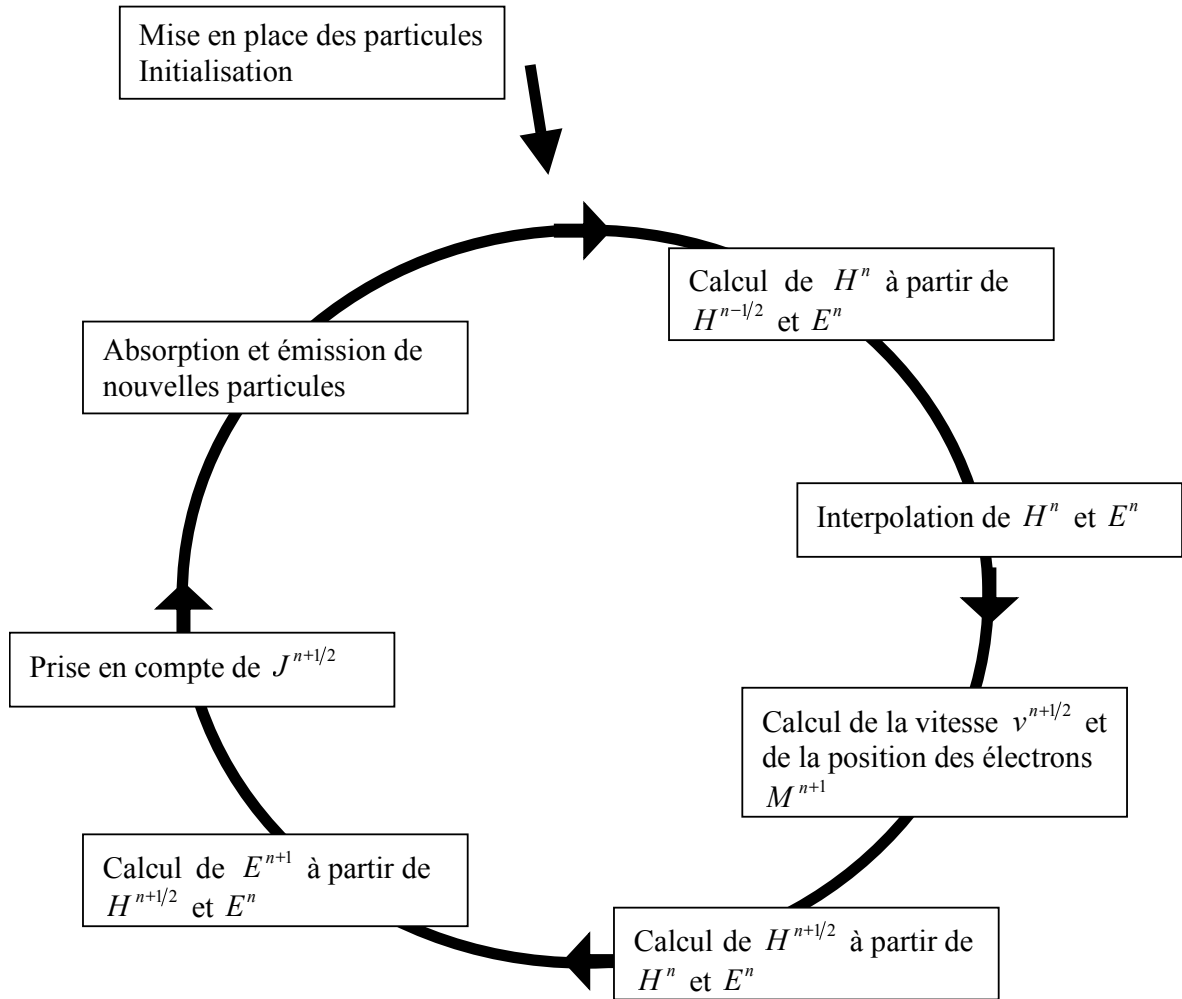 Mise en place des particules
Initialisation
Calcul de $H^{n}$ à partir de
$H^{n-1/2}$ et $E^{n}$
Interpolation de $H^{n}$ et $E^{n}$
Calcul de la vitesse $v^{n+1/2}$ et
de la position des électrons
$M^{n+1}$
Calcul de $H^{n+1/2}$ à partir de
$H^{n}$ et $E^{n}$
Calcul de $E^{n+1}$ à partir de
$H^{n+1/2}$ et $E^{n}$
Prise en compte de $J^{n+1/2}$
Absorption et émission de
nouvelles particules